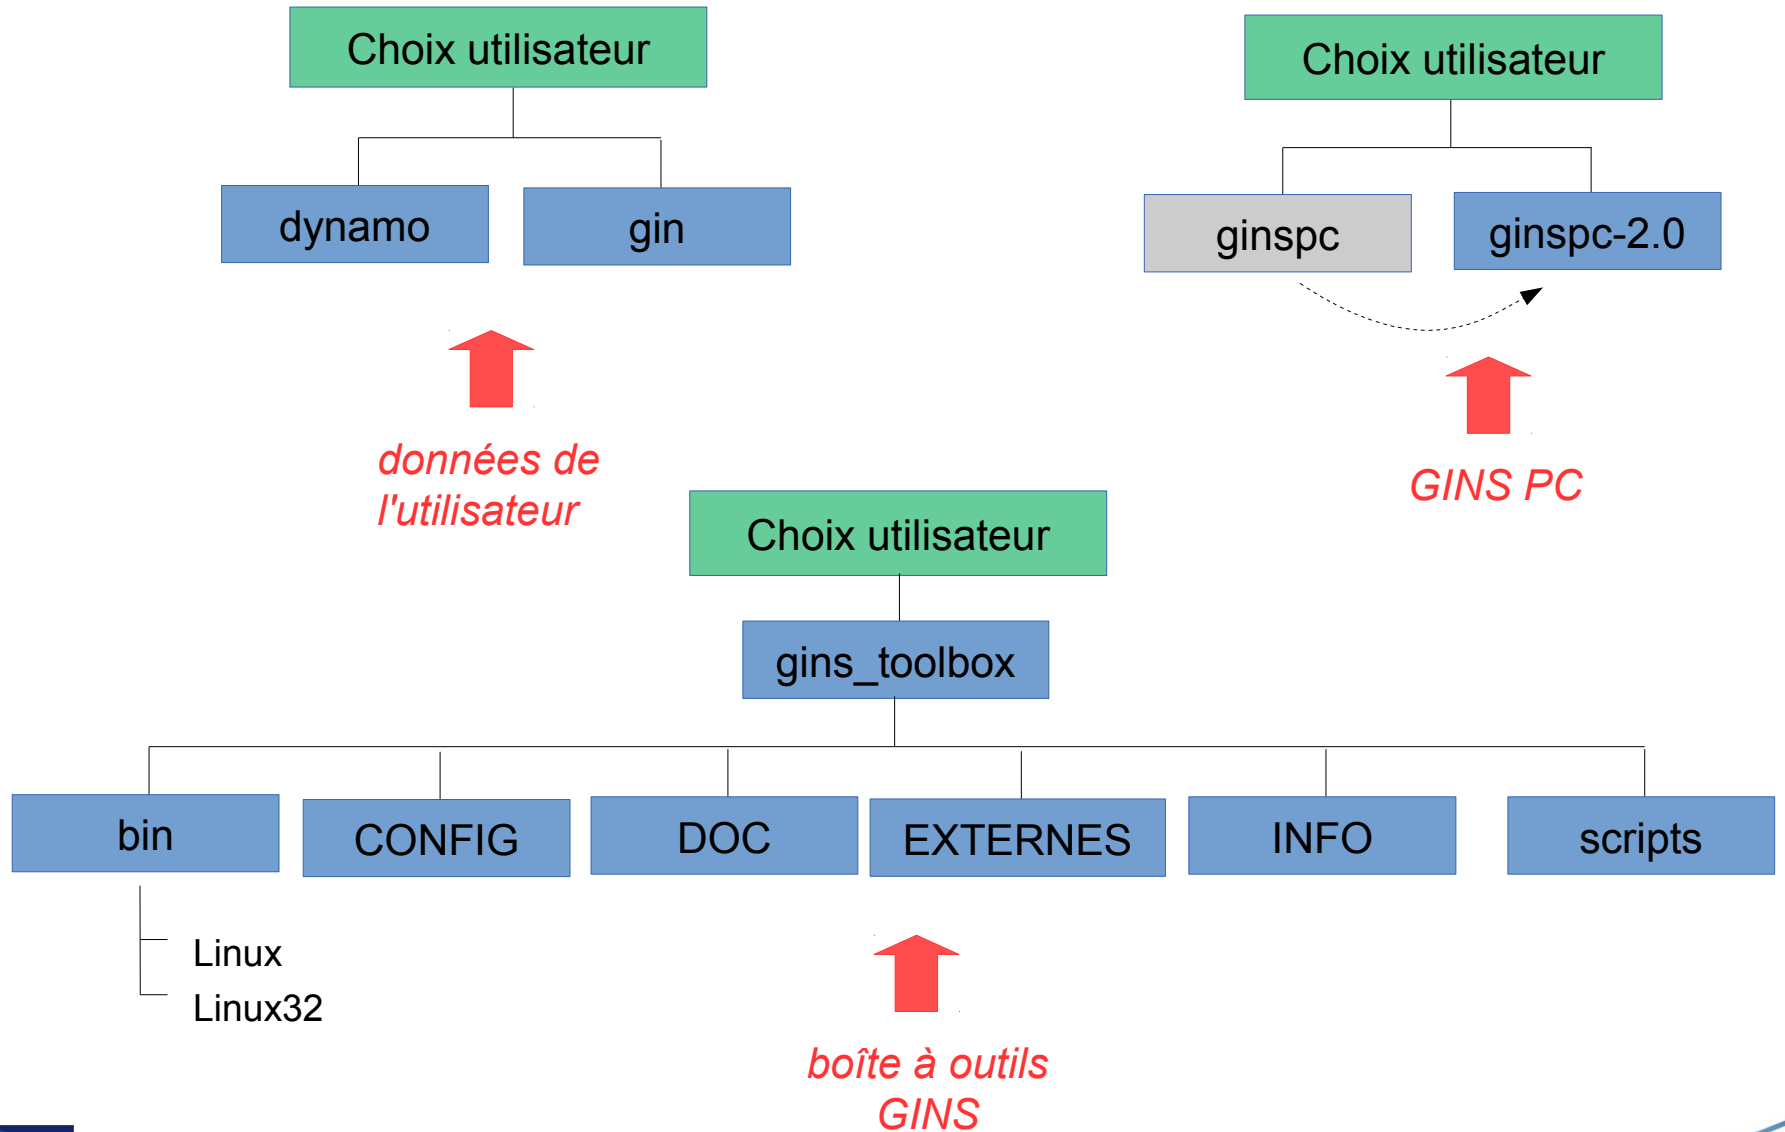 Choix utilisateur
dynamo
gin
données de
l'utilisateur
Choix utilisateur
ginspc
ginspc-2.0
GINS PC
Choix utilisateur
gins_toolbox
bin
CONFIG
DOC
EXTERNES
INFO
scripts
Linux
Linux32
boîte à outils
GINS